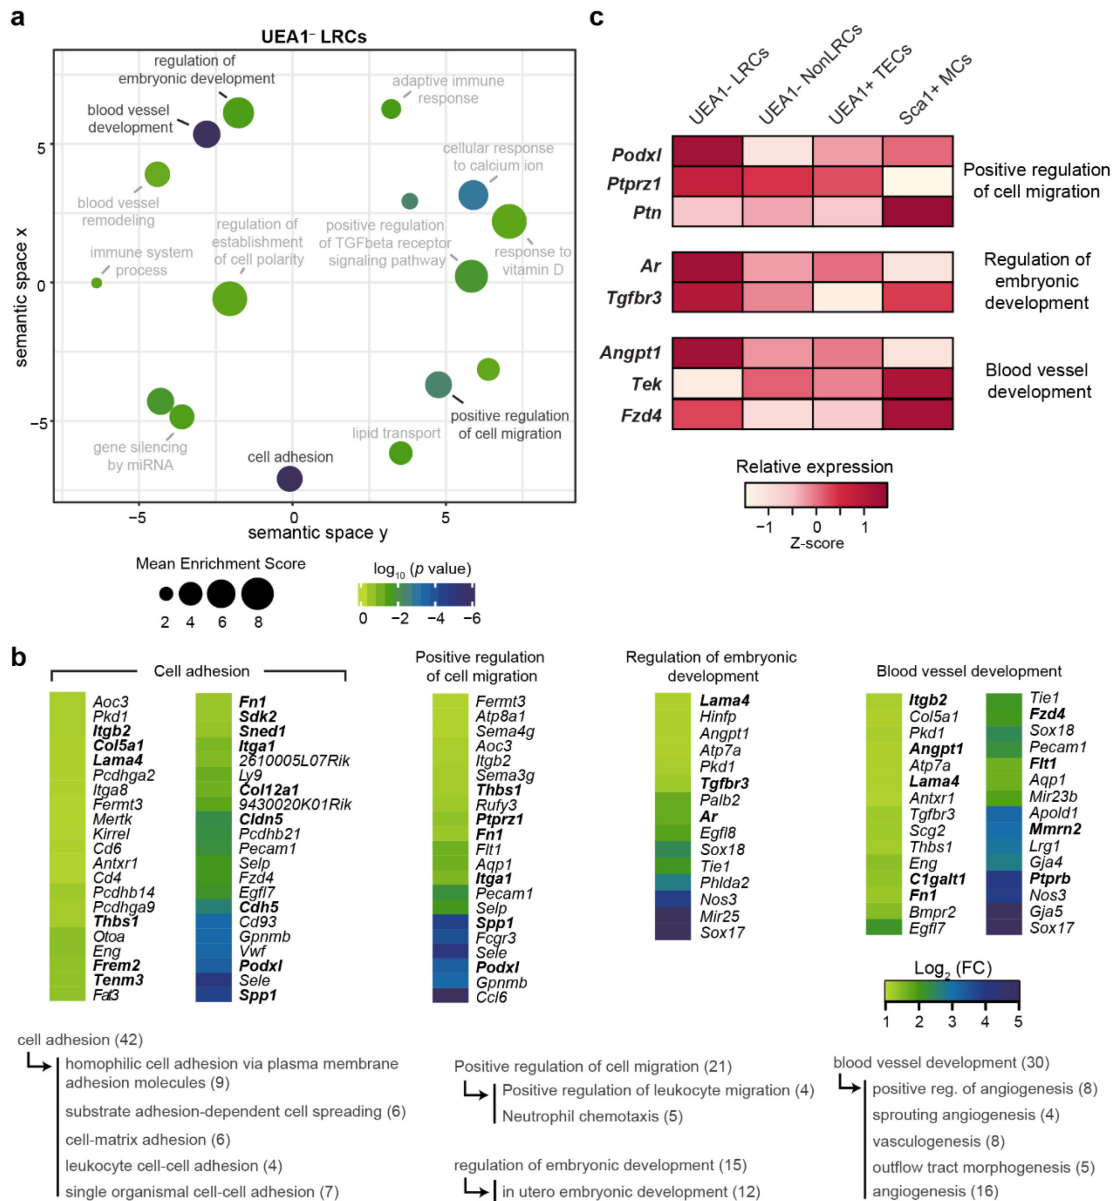 a
UEA1⁻ LRCs
regulation of
embryonic development
adaptive immune
response
blood vessel
development
cellular response
to calcium ion
blood vessel
remodeling
regulation of
establishment
of cell polarity
positive regulation
of TGFbeta receptor
signaling pathway
response to
vitamin D
immune system
process
positive regulation
of cell migration
gene silencing
by miRNA
lipid transport
cell adhesion
semantic space x
5
0
−5
−5
0
5
semantic space y
Mean Enrichment Score
2 4 6 8
log₁₀ (p value)
0 −2 −4 −6
c
UEA1- LRCs
UEA1- NonLRCs
UEA1+ TECs
Sca1+ MCs
Podxl
Ptprz1
Ptn
Positive regulation
of cell migration
Ar
Tgfbr3
Regulation of
embryonic
development
Angpt1
Tek
Fzd4
Blood vessel
development
Relative expression
−1 0 1
Z-score
b
Cell adhesion
Aoc3
Pkd1
Itgb2
Col5a1
Lama4
Pcdhga2
Itga8
Fermt3
Mertk
Kirrel
Cd6
Antxr1
Cd4
Pcdhb14
Pcdhga9
Thbs1
Otoa
Eng
Frem2
Tenm3
Fat3
Fn1
Sdk2
Sned1
Itga1
2610005L07Rik
Ly9
Col12a1
9430020K01Rik
Cldn5
Pcdhb21
Pecam1
Selp
Fzd4
Egfl7
Cdh5
Cd93
Gpnmb
Vwf
Podxl
Sele
Spp1
Positive regulation
of cell migration
Fermt3
Atp8a1
Sema4g
Aoc3
Itgb2
Sema3g
Thbs1
Rufy3
Ptprz1
Fn1
Flt1
Aqp1
Itga1
Pecam1
Selp
Spp1
Fcgr3
Sele
Podxl
Gpnmb
Ccl6
Regulation of embryonic
development
Lama4
Hinfp
Angpt1
Atp7a
Pkd1
Tgfbr3
Palb2
Ar
Egfl8
Sox18
Tie1
Phlda2
Nos3
Mir25
Sox17
Blood vessel development
Itgb2
Col5a1
Pkd1
Angpt1
Atp7a
Lama4
Antxr1
Tgfbr3
Scg2
Thbs1
Eng
C1galt1
Fn1
Bmpr2
Egfl7
Tie1
Fzd4
Sox18
Pecam1
Flt1
Aqp1
Mir23b
Apold1
Mmrn2
Lrg1
Gja4
Ptprb
Nos3
Gja5
Sox17
Log₂ (FC)
1 2 3 4 5
cell adhesion (42)
homophilic cell adhesion via plasma membrane
adhesion molecules (9)
substrate adhesion-dependent cell spreading (6)
cell-matrix adhesion (6)
leukocyte cell-cell adhesion (4)
single organismal cell-cell adhesion (7)
Positive regulation of cell migration (21)
Positive regulation of leukocyte migration (4)
Neutrophil chemotaxis (5)
regulation of embryonic development (15)
in utero embryonic development (12)
blood vessel development (30)
positive reg. of angiogenesis (8)
sprouting angiogenesis (4)
vasculogenesis (8)
outflow tract morphogenesis (5)
angiogenesis (16)